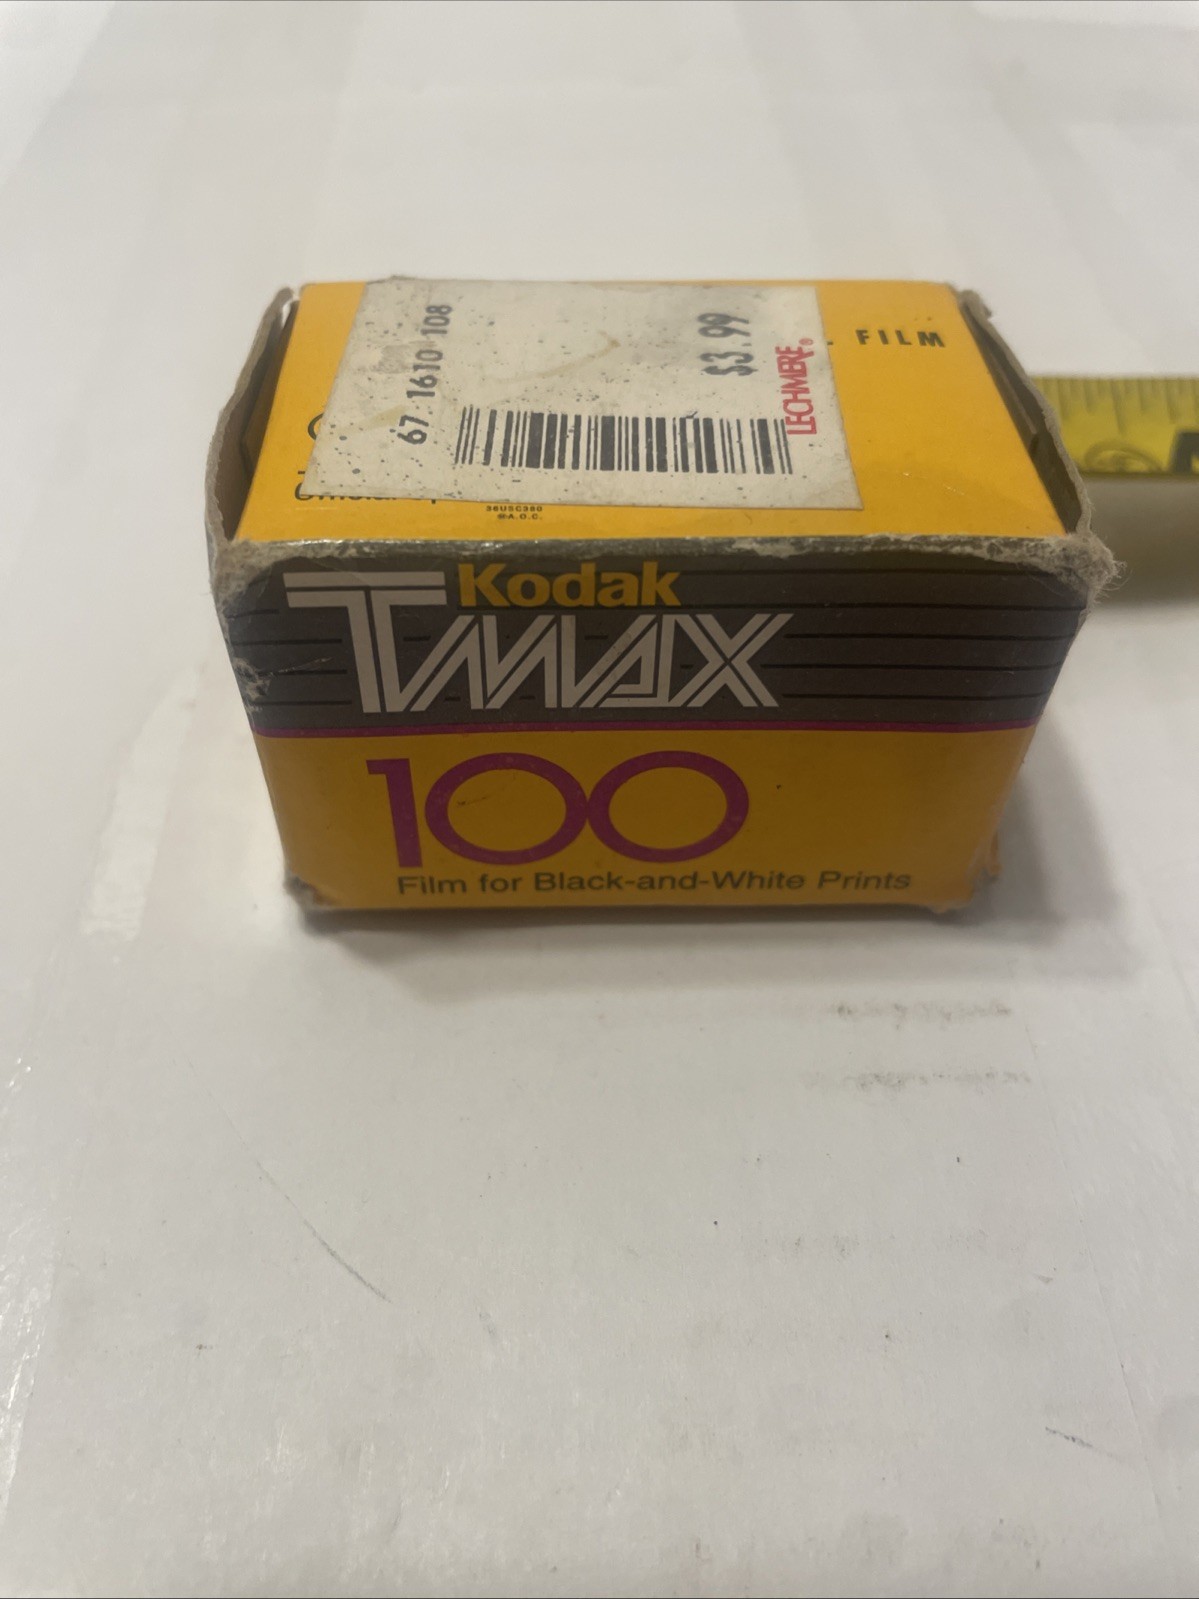 67 1610 108
$3.99
LECHMERE®
FILM
36USC380
©A.O.C.
Kodak
TMAX
100
Film for Black-and-White Prints